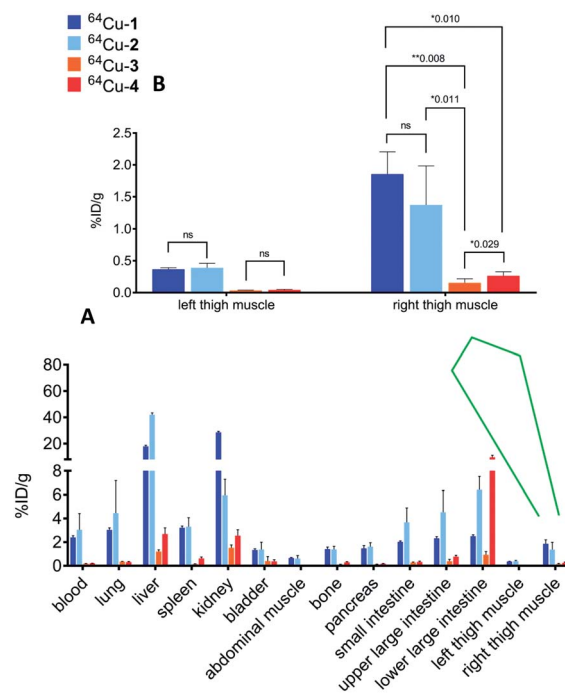 ⁶⁴Cu-1
⁶⁴Cu-2
⁶⁴Cu-3
⁶⁴Cu-4
B
*0.010
**0.008
*0.011
ns
*0.029
ns
ns
%ID/g
2.5
2.0
1.5
1.0
0.5
0.0
left thigh muscle
right thigh muscle
A
%ID/g
80
60
40
20
8
6
4
2
0
blood
lung
liver
spleen
kidney
bladder
abdominal muscle
bone
pancreas
small intestine
upper large intestine
lower large intestine
left thigh muscle
right thigh muscle